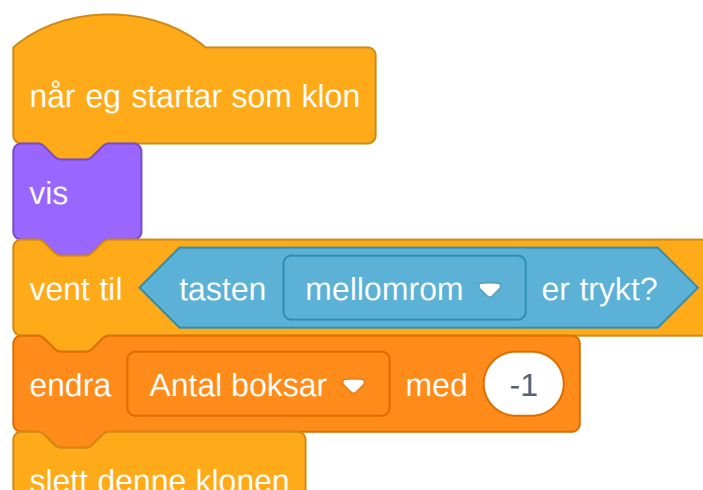 når eg startar som klon
vis
vent til tasten mellomrom er trykt?
endra Antal boksar med -1
slett denne klonen